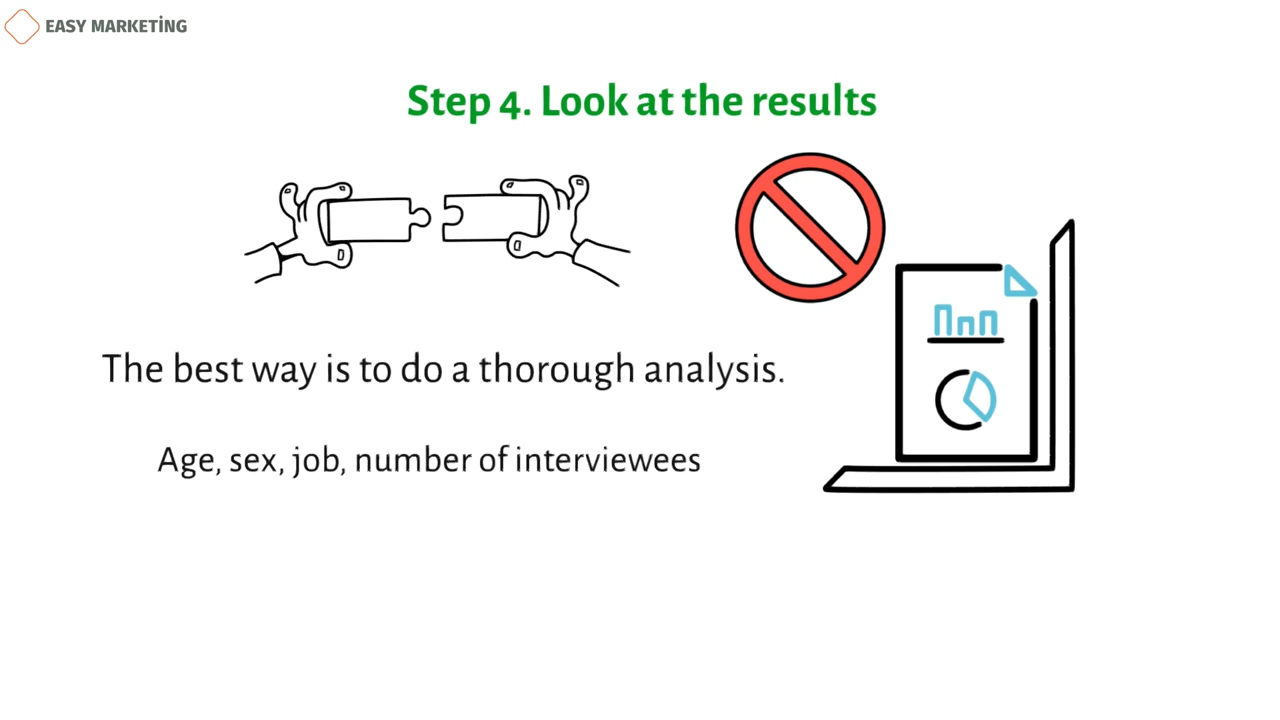 EASY MARKETİNG
Step 4. Look at the results
The best way is to do a thorough analysis.
Age, sex, job, number of interviewees